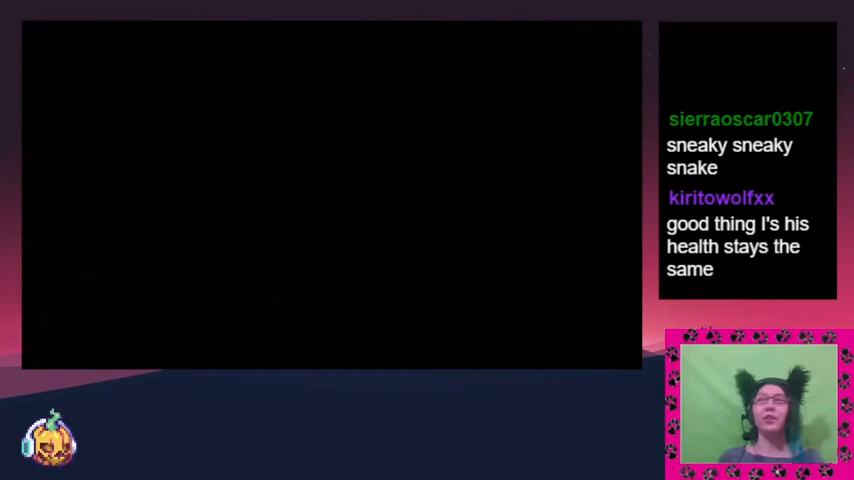 sierraoscar0307
sneaky sneaky
snake
kiritowolfxx
good thing I's his
health stays the
same